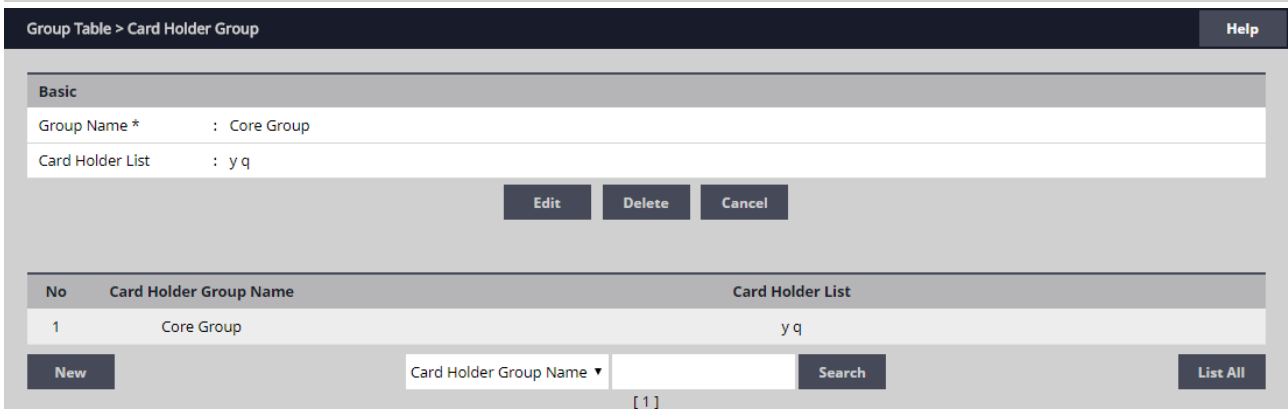 Group Table > Card Holder Group Help
Basic
Group Name * : Core Group
Card Holder List : y q
Edit Delete Cancel
No Card Holder Group Name Card Holder List
1 Core Group y q
New Card Holder Group Name Search List All
[ 1 ]